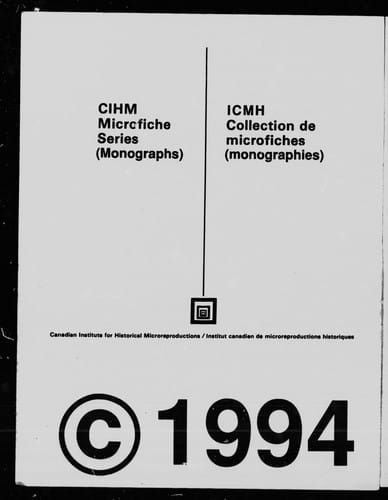 CIHM
Microfiche
Series
(Monographs)
ICMH
Collection de
microfiches
(monographies)
Canadian Institute for Historical Microreproductions / Institut canadien de microreproductions historiques
© 1994